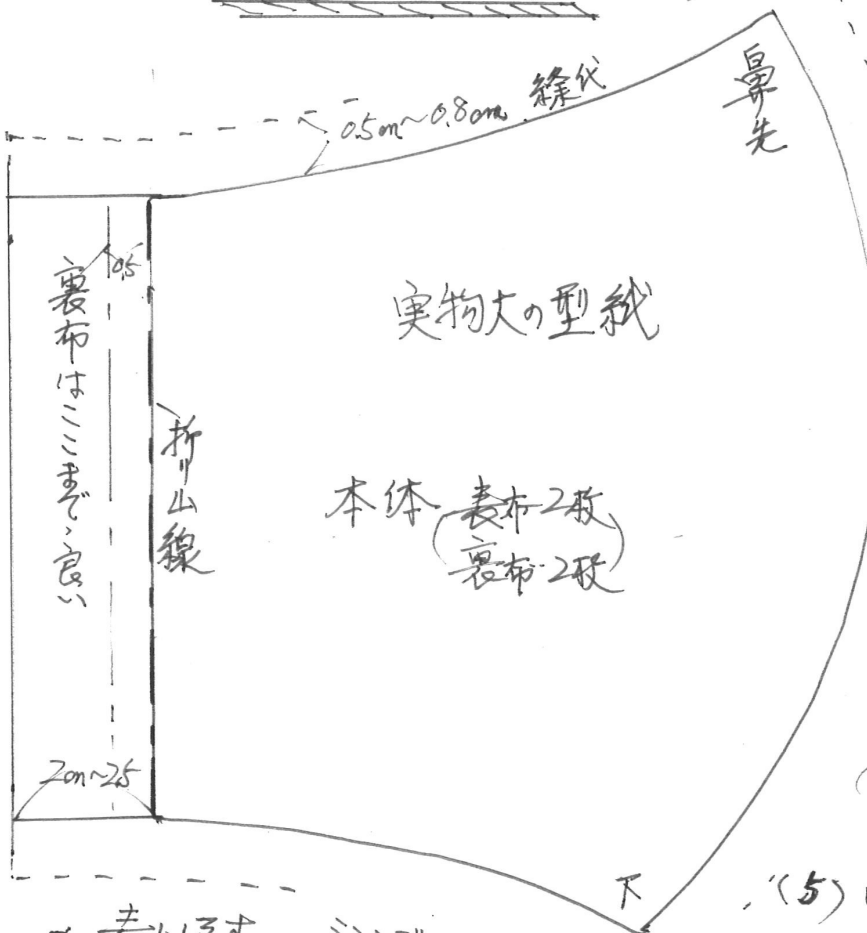 鼻先
0.5cm~0.8cm 縫代
0.5
裏布はここまで良い
実物大の型紙
折り山線
本体
表布 2枚
裏布 2枚
2cm~2.5
下
(5)